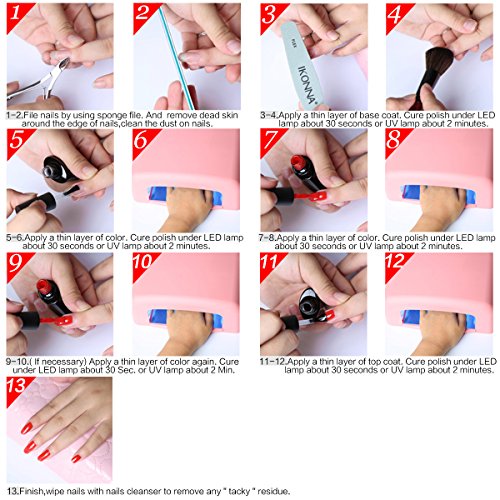 1
2
3
4
IKONNA
1-2.File nails by using sponge file. And remove dead skin
around the edge of nails,clean the dust on nails.
3-4.Apply a thin layer of base coat. Cure polish under LED
lamp about 30 seconds or UV lamp about 2 minutes.
5
6
7
8
5-6.Apply a thin layer of color. Cure polish under LED lamp
about 30 seconds or UV lamp about 2 minutes.
7-8.Apply a thin layer of color. Cure polish under LED lamp
about 30 seconds or UV lamp about 2 minutes.
9
10
11
12
9-10.( If necessary) Apply a thin layer of color again. Cure
under LED lamp about 30 Sec. or UV lamp about 2 Min.
11-12.Apply a thin layer of top coat. Cure polish under LED
lamp about 30 seconds or UV lamp about 2 minutes.
13
13.Finish,wipe nails with nails cleanser to remove any " tacky " residue.